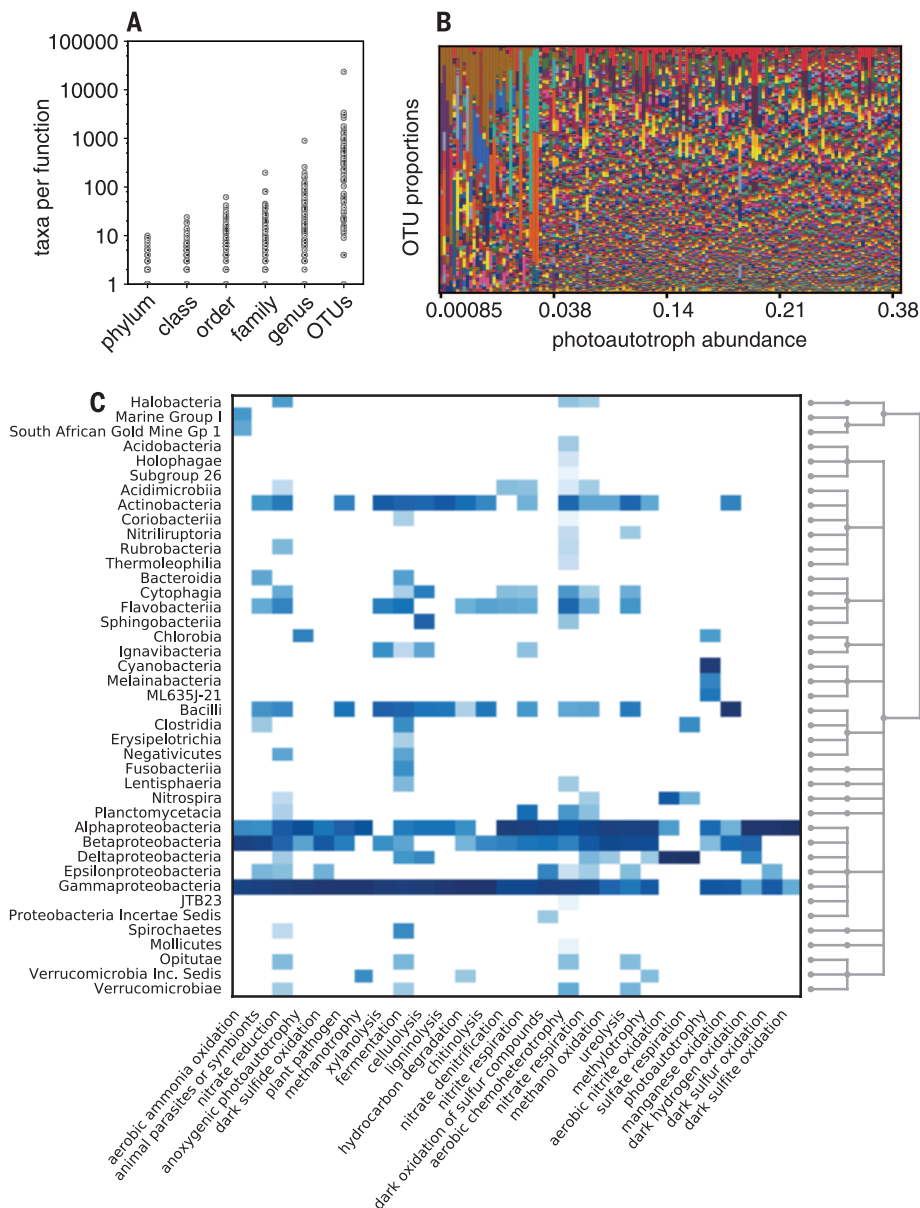 A
taxa per function
100000
10000
1000
100
10
1
phylum
class
order
family
genus
OTUs
B
OTU proportions
0.00085
0.038
0.14
0.21
0.38
photoautotroph abundance
C
Halobacteria
Marine Group I
South African Gold Mine Gp 1
Acidobacteria
Holophagae
Subgroup 26
Acidimicrobiia
Actinobacteria
Coriobacteriia
Nitriliruptoria
Rubrobacteria
Thermoleophilia
Bacteroidia
Cytophagia
Flavobacteriia
Sphingobacteriia
Chlorobia
Ignavibacteria
Cyanobacteria
Melainabacteria
ML635J-21
Bacilli
Clostridia
Erysipelotrichia
Negativicutes
Fusobacteriia
Lentisphaeria
Nitrospira
Planctomycetacia
Alphaproteobacteria
Betaproteobacteria
Deltaproteobacteria
Epsilonproteobacteria
Gammaproteobacteria
JTB23
Proteobacteria Incertae Sedis
Spirochaetes
Mollicutes
Opitutae
Verrucomicrobia Inc. Sedis
Verrucomicrobiae
aerobic ammonia oxidation
animal parasites or symbionts
nitrate reduction
anoxygenic photoautotrophy
dark sulfide oxidation
plant pathogen
methanotrophy
xylanolysis
fermentation
cellulolysis
ligninolysis
hydrocarbon degradation
chitinolysis
nitrate denitrification
nitrite respiration
dark oxidation of sulfur compounds
aerobic chemoheterotrophy
nitrate respiration
methanol oxidation
ureolysis
methylotrophy
aerobic nitrite oxidation
sulfate respiration
photoautotrophy
manganese oxidation
dark hydrogen oxidation
dark sulfur oxidation
dark sulfite oxidation